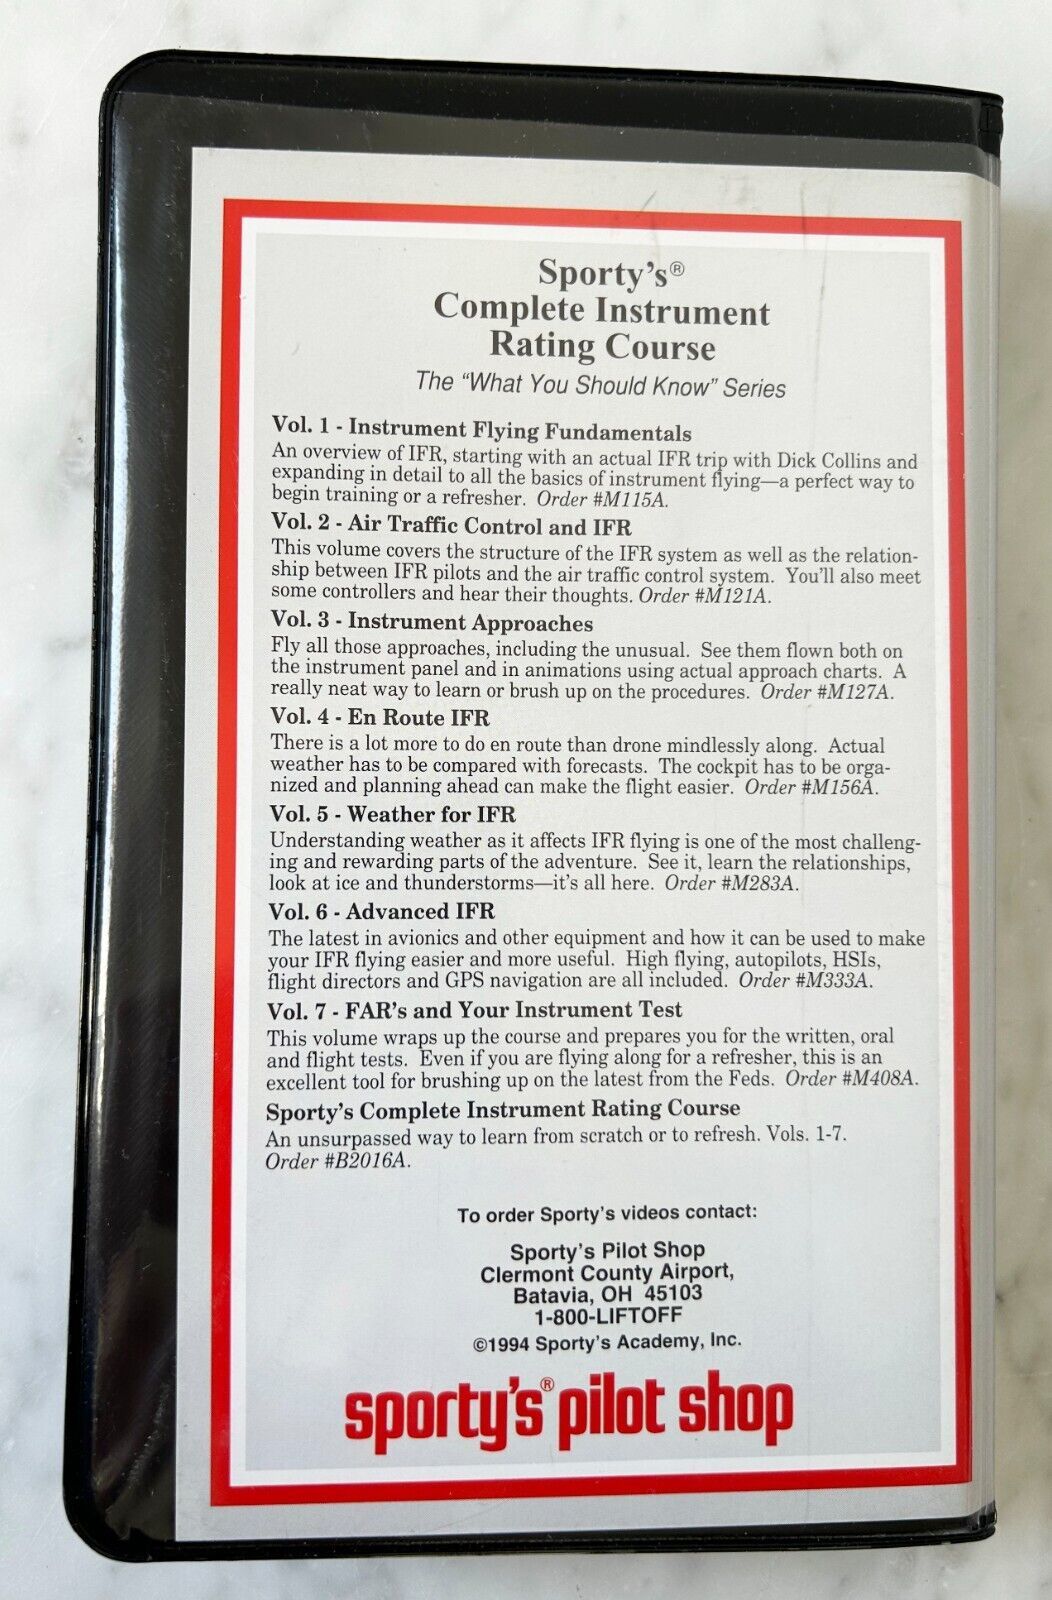 Sporty's®
Complete Instrument
Rating Course
The "What You Should Know" Series
Vol. 1 - Instrument Flying Fundamentals
An overview of IFR, starting with an actual IFR trip with Dick Collins and
expanding in detail to all the basics of instrument flying—a perfect way to
begin training or a refresher. Order #M115A.
Vol. 2 - Air Traffic Control and IFR
This volume covers the structure of the IFR system as well as the relation-
ship between IFR pilots and the air traffic control system. You'll also meet
some controllers and hear their thoughts. Order #M121A.
Vol. 3 - Instrument Approaches
Fly all those approaches, including the unusual. See them flown both on
the instrument panel and in animations using actual approach charts. A
really neat way to learn or brush up on the procedures. Order #M127A.
Vol. 4 - En Route IFR
There is a lot more to do en route than drone mindlessly along. Actual
weather has to be compared with forecasts. The cockpit has to be orga-
nized and planning ahead can make the flight easier. Order #M156A.
Vol. 5 - Weather for IFR
Understanding weather as it affects IFR flying is one of the most challeng-
ing and rewarding parts of the adventure. See it, learn the relationships,
look at ice and thunderstorms—it's all here. Order #M283A.
Vol. 6 - Advanced IFR
The latest in avionics and other equipment and how it can be used to make
your IFR flying easier and more useful. High flying, autopilots, HSIs,
flight directors and GPS navigation are all included. Order #M333A.
Vol. 7 - FAR's and Your Instrument Test
This volume wraps up the course and prepares you for the written, oral
and flight tests. Even if you are flying along for a refresher, this is an
excellent tool for brushing up on the latest from the Feds. Order #M408A.
Sporty's Complete Instrument Rating Course
An unsurpassed way to learn from scratch or to refresh. Vols. 1-7.
Order #B2016A.
To order Sporty's videos contact:
Sporty's Pilot Shop
Clermont County Airport,
Batavia, OH 45103
1-800-LIFTOFF
©1994 Sporty's Academy, Inc.
sporty's® pilot shop